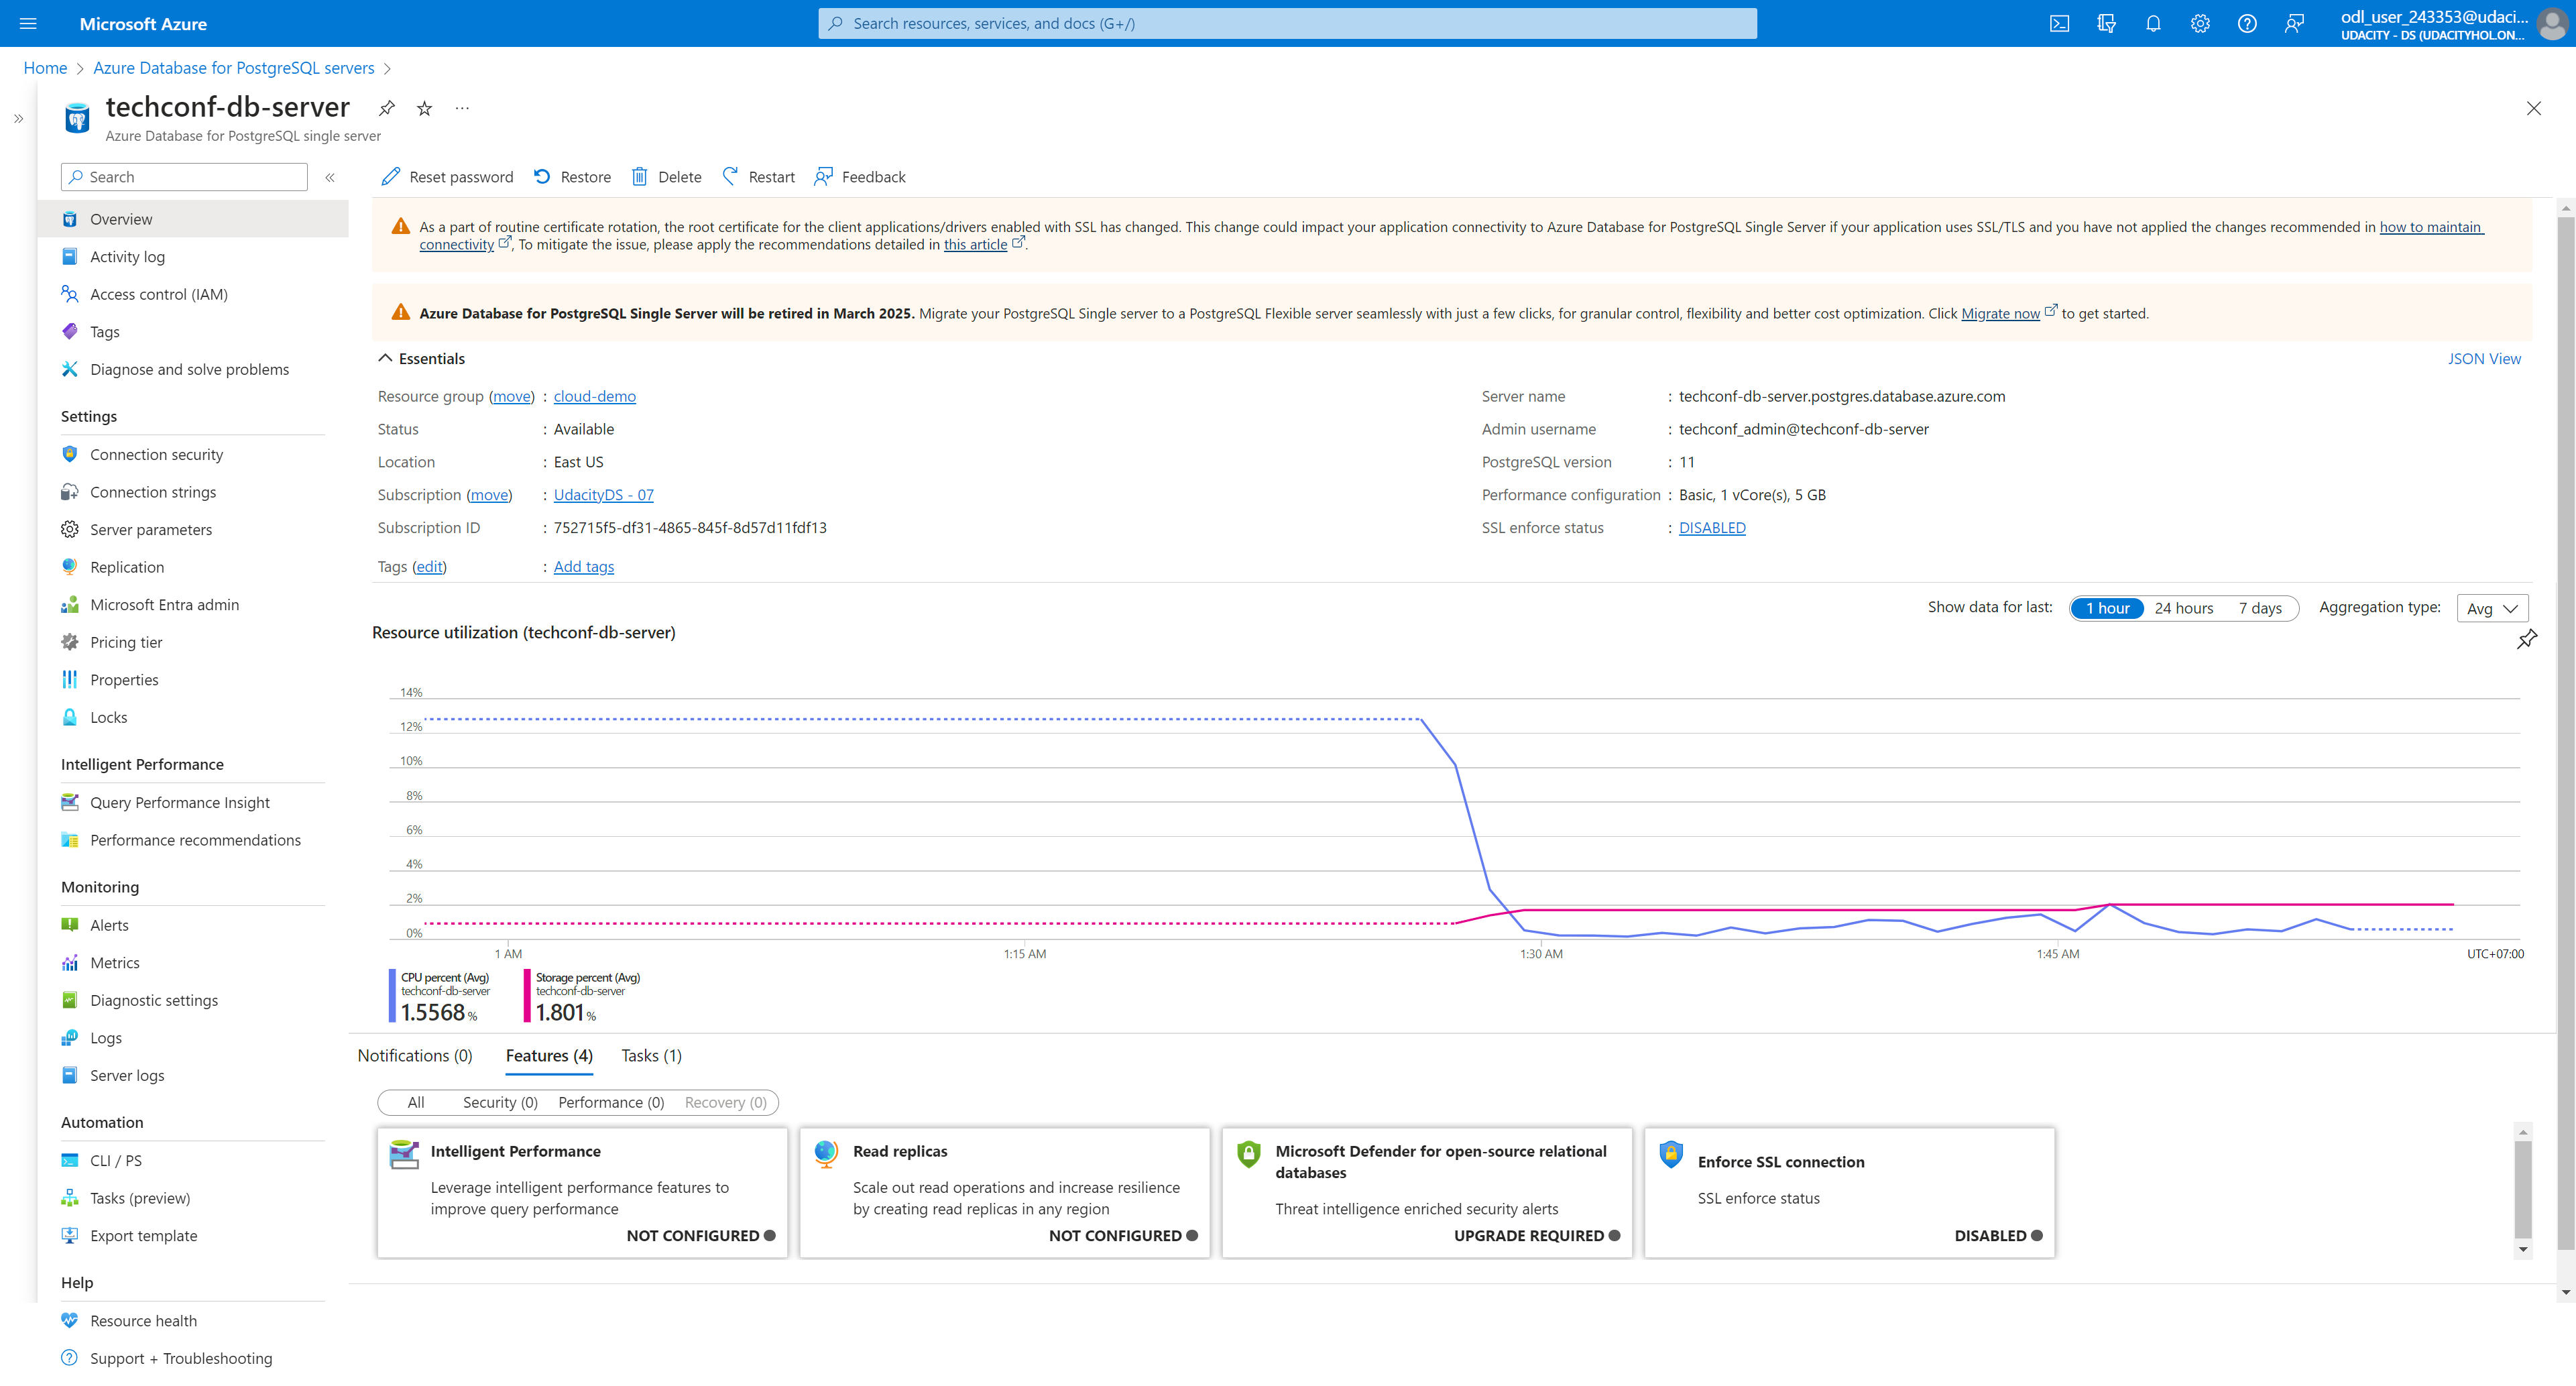 Microsoft Azure
Search resources, services, and docs (G+/)
odl_user_243353@udaci...
UDACITY - DS (UDACITYHOL.ON...
Home > Azure Database for PostgreSQL servers >
techconf-db-server
Azure Database for PostgreSQL single server
Search
Overview
Activity log
Access control (IAM)
Tags
Diagnose and solve problems
Settings
Connection security
Connection strings
Server parameters
Replication
Microsoft Entra admin
Pricing tier
Properties
Locks
Intelligent Performance
Query Performance Insight
Performance recommendations
Monitoring
Alerts
Metrics
Diagnostic settings
Logs
Server logs
Automation
CLI / PS
Tasks (preview)
Export template
Help
Resource health
Support + Troubleshooting
Reset password Restore Delete Restart Feedback
As a part of routine certificate rotation, the root certificate for the client applications/drivers enabled with SSL has changed. This change could impact your application connectivity to Azure Database for PostgreSQL Single Server if your application uses SSL/TLS and you have not applied the changes recommended in how to maintain
connectivity , To mitigate the issue, please apply the recommendations detailed in this article .
Azure Database for PostgreSQL Single Server will be retired in March 2025. Migrate your PostgreSQL Single server to a PostgreSQL Flexible server seamlessly with just a few clicks, for granular control, flexibility and better cost optimization. Click Migrate now to get started.
Essentials
JSON View
Resource group (move) : cloud-demo
Status : Available
Location : East US
Subscription (move) : UdacityDS - 07
Subscription ID : 752715f5-df31-4865-845f-8d57d11fdf13
Tags (edit) : Add tags
Server name : techconf-db-server.postgres.database.azure.com
Admin username : techconf_admin@techconf-db-server
PostgreSQL version : 11
Performance configuration : Basic, 1 vCore(s), 5 GB
SSL enforce status : DISABLED
Show data for last: 1 hour 24 hours 7 days Aggregation type: Avg
Resource utilization (techconf-db-server)
14%
12%
10%
8%
6%
4%
2%
0%
1 AM 1:15 AM 1:30 AM 1:45 AM UTC+07:00
CPU percent (Avg)
techconf-db-server
1.5568 %
Storage percent (Avg)
techconf-db-server
1.801 %
Notifications (0) Features (4) Tasks (1)
All Security (0) Performance (0) Recovery (0)
Intelligent Performance
Leverage intelligent performance features to
improve query performance
NOT CONFIGURED
Read replicas
Scale out read operations and increase resilience
by creating read replicas in any region
NOT CONFIGURED
Microsoft Defender for open-source relational
databases
Threat intelligence enriched security alerts
UPGRADE REQUIRED
Enforce SSL connection
SSL enforce status
DISABLED